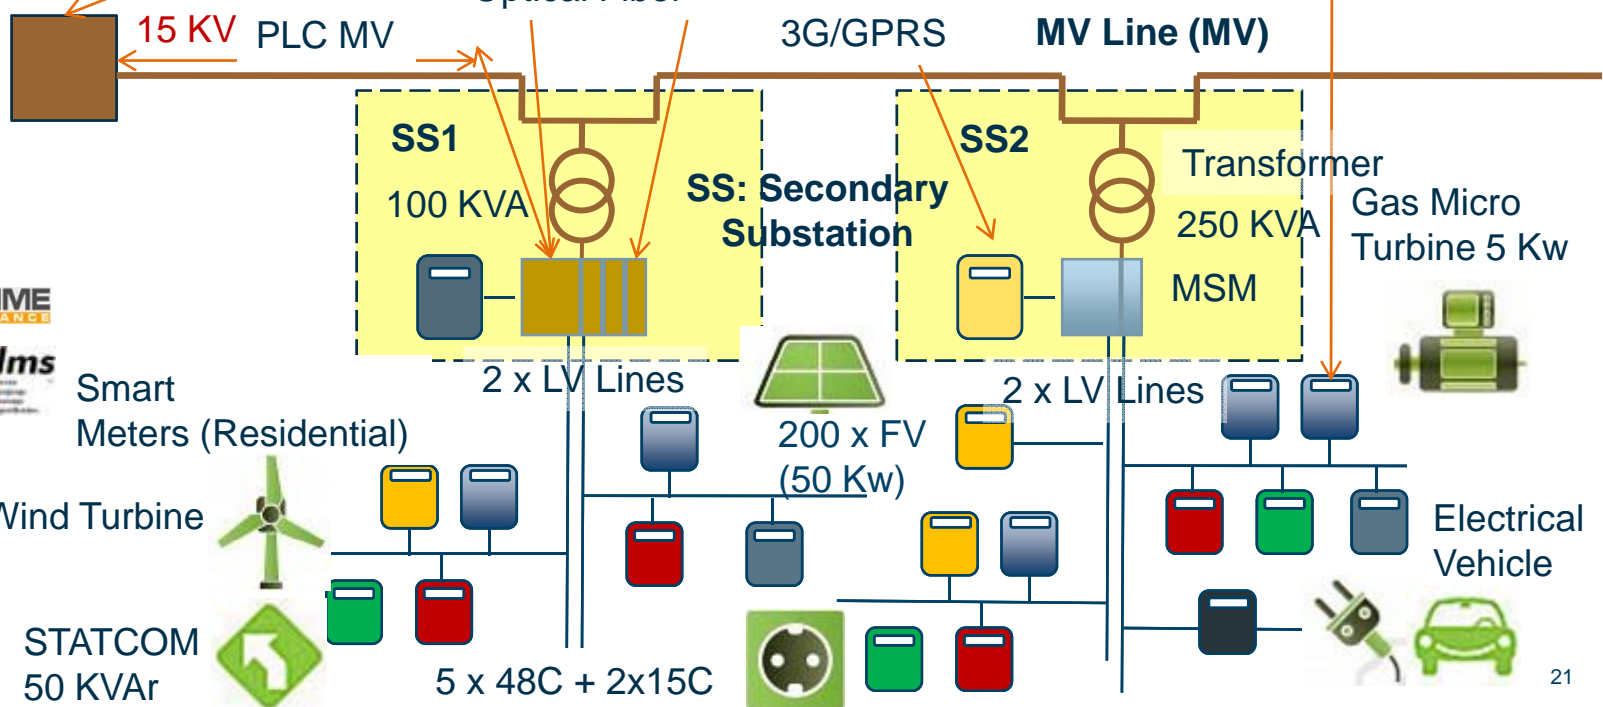 Optical Fiber
15 KV
PLC MV
3G/GPRS
MV Line (MV)
SS1
SS2
Transformer
100 KVA
SS: Secondary
Substation
250 KVA
Gas Micro
Turbine 5 Kw
MSM
2 x LV Lines
2 x LV Lines
Smart
Meters (Residential)
200 x FV
(50 Kw)
Wind Turbine
Electrical
Vehicle
STATCOM
50 KVAr
5 x 48C + 2x15C
21